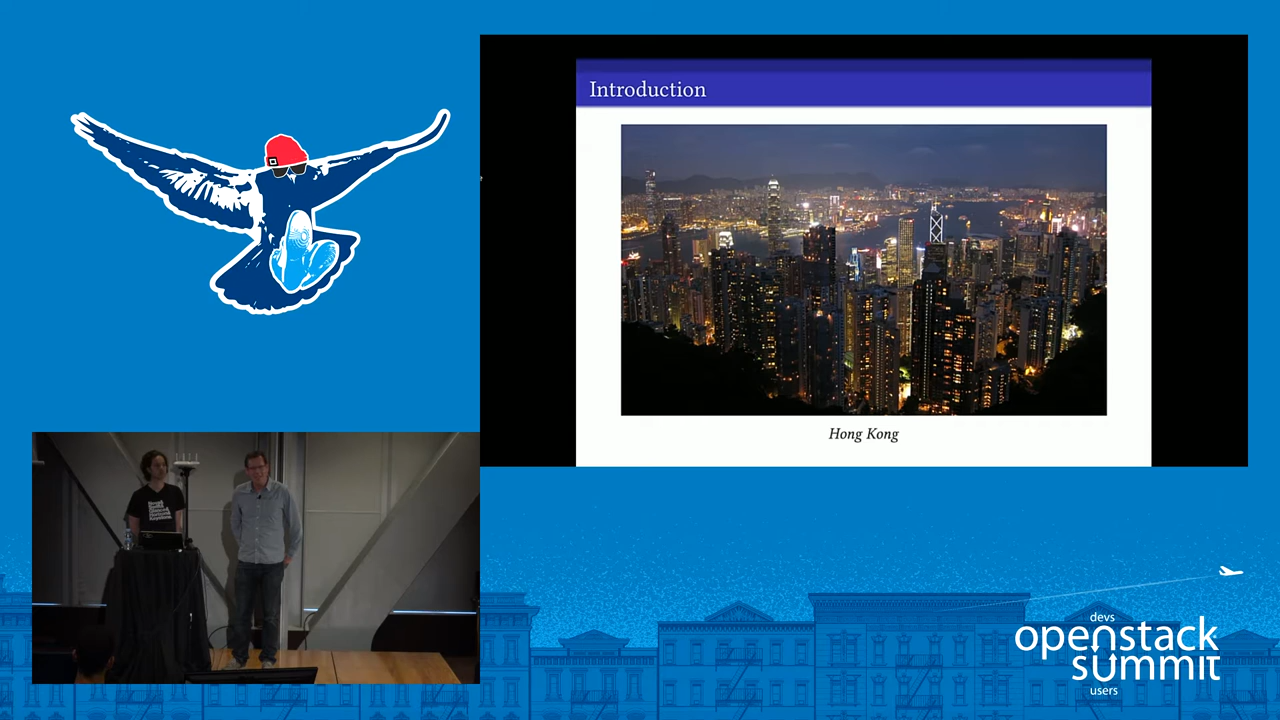 Introduction
Hong Kong
devs
openstack
summit
users